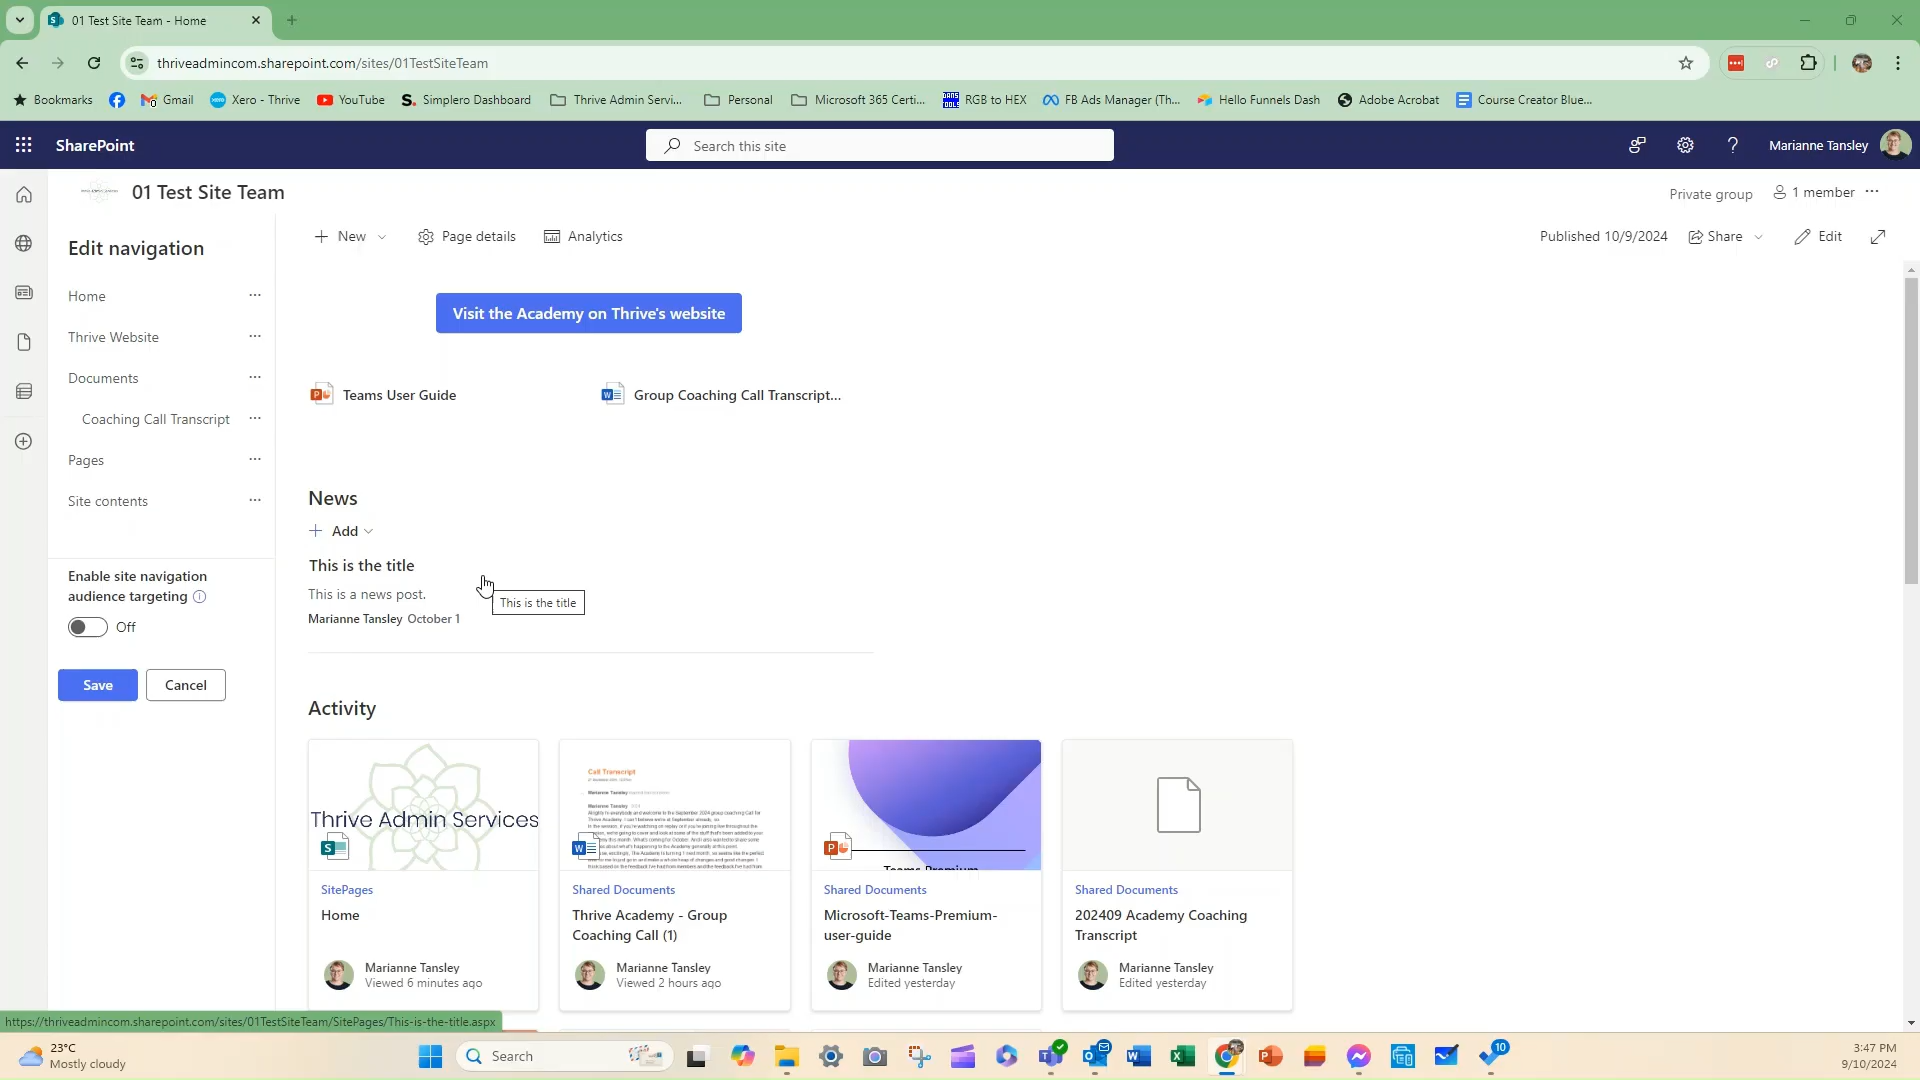 01 Test Site Team - Home
thriveadmincom.sharepoint.com/sites/01TestSiteTeam
Bookmarks
Gmail
Xero - Thrive
YouTube
Simplero Dashboard
Thrive Admin Servi...
Personal
Microsoft 365 Certi...
RGB to HEX
FB Ads Manager (Th...
Hello Funnels Dash
Adobe Acrobat
Course Creator Blue...
SharePoint
Search this site
Marianne Tansley
01 Test Site Team
Private group
1 member
Edit navigation
New
Page details
Analytics
Published 10/9/2024
Share
Edit
Home
Thrive Website
Documents
Coaching Call Transcript
Pages
Site contents
Enable site navigation
audience targeting
Off
Save
Cancel
Visit the Academy on Thrive's website
Teams User Guide
Group Coaching Call Transcript...
News
Add
This is the title
This is a news post.
Marianne Tansley October 1
This is the title
Activity
Thrive Admin Services
SitePages
Home
Marianne Tansley
Viewed 6 minutes ago
Call Transcript
Shared Documents
Thrive Academy - Group
Coaching Call (1)
Marianne Tansley
Viewed 2 hours ago
Teams Premium
Shared Documents
Microsoft-Teams-Premium-
user-guide
Marianne Tansley
Edited yesterday
Shared Documents
202409 Academy Coaching
Transcript
Marianne Tansley
Edited yesterday
https://thriveadmincom.sharepoint.com/sites/01TestSiteTeam/SitePages/This-is-the-title.aspx
23°C
Mostly cloudy
Search
10
3:47 PM
9/10/2024